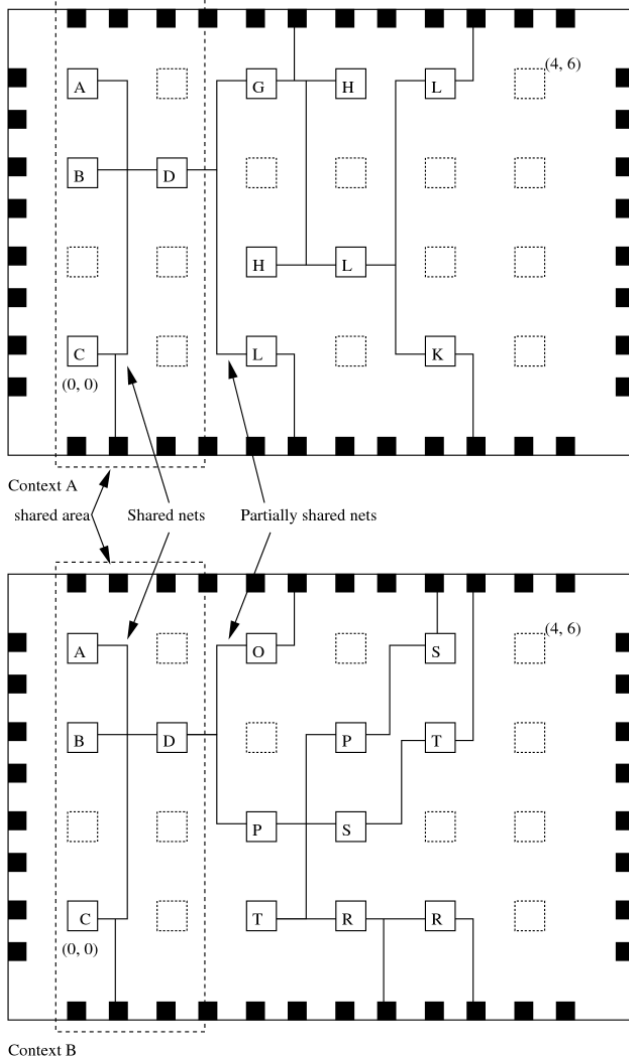 (4, 6)
A
G
H
L
B
D
H
L
C
L
K
(0, 0)
Context A
shared area
Shared nets
Partially shared nets
(4, 6)
A
O
S
B
D
P
T
P
S
C
T
R
R
(0, 0)
Context B